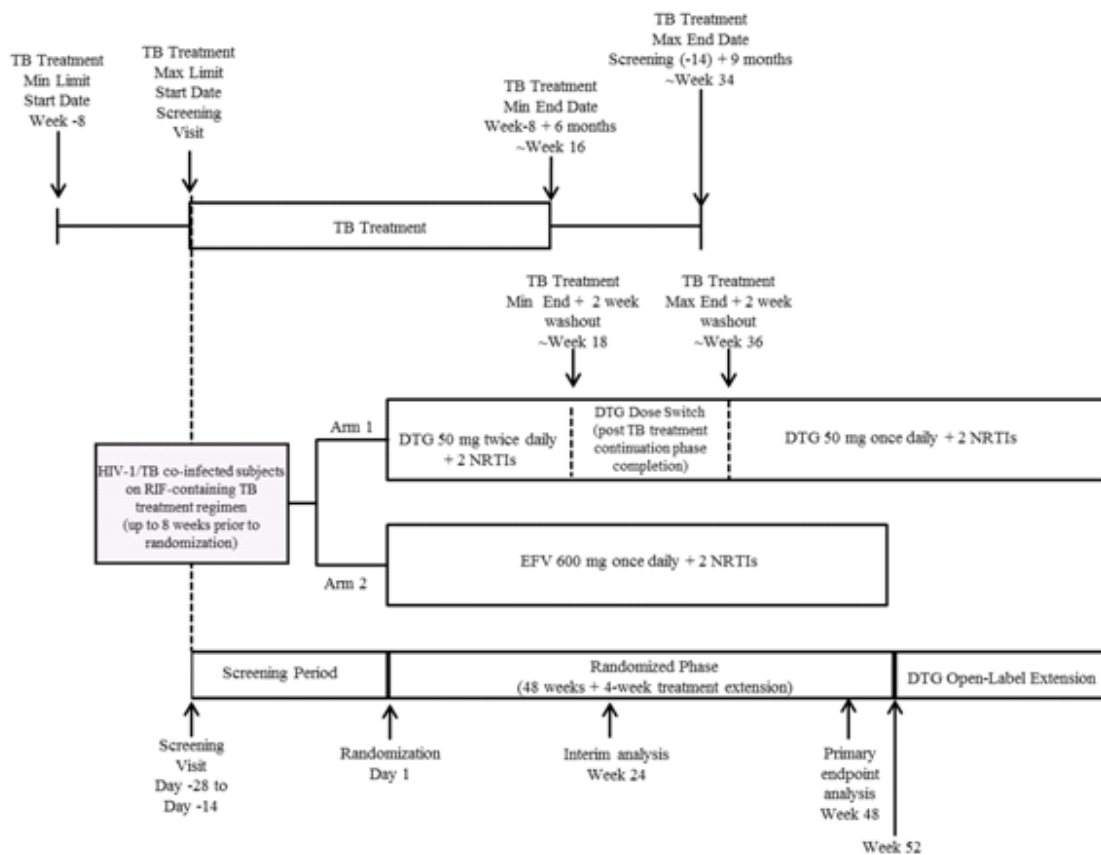 TB Treatment
Min Limit
Start Date
Week -8
TB Treatment
Max Limit
Start Date
Screening
Visit
TB Treatment
Min End Date
Week-8 + 6 months
~Week 16
TB Treatment
Max End Date
Screening (-14) + 9 months
~Week 34
TB Treatment
TB Treatment
Min End + 2 week
washout
~Week 18
TB Treatment
Max End + 2 week
washout
~Week 36
HIV-1/TB co-infected subjects
on RIF-containing TB
treatment regimen
(up to 8 weeks prior to
randomization)
Arm 1
DTG 50 mg twice daily
+ 2 NRTIs
DTG Dose Switch
(post TB treatment
continuation phase
completion)
DTG 50 mg once daily + 2 NRTIs
Arm 2
EFV 600 mg once daily + 2 NRTIs
Screening Period
Randomized Phase
(48 weeks + 4-week treatment extension)
DTG Open-Label Extension
Screening
Visit
Day -28 to
Day -14
Randomization
Day 1
Interim analysis
Week 24
Primary
endpoint
analysis
Week 48
Week 52